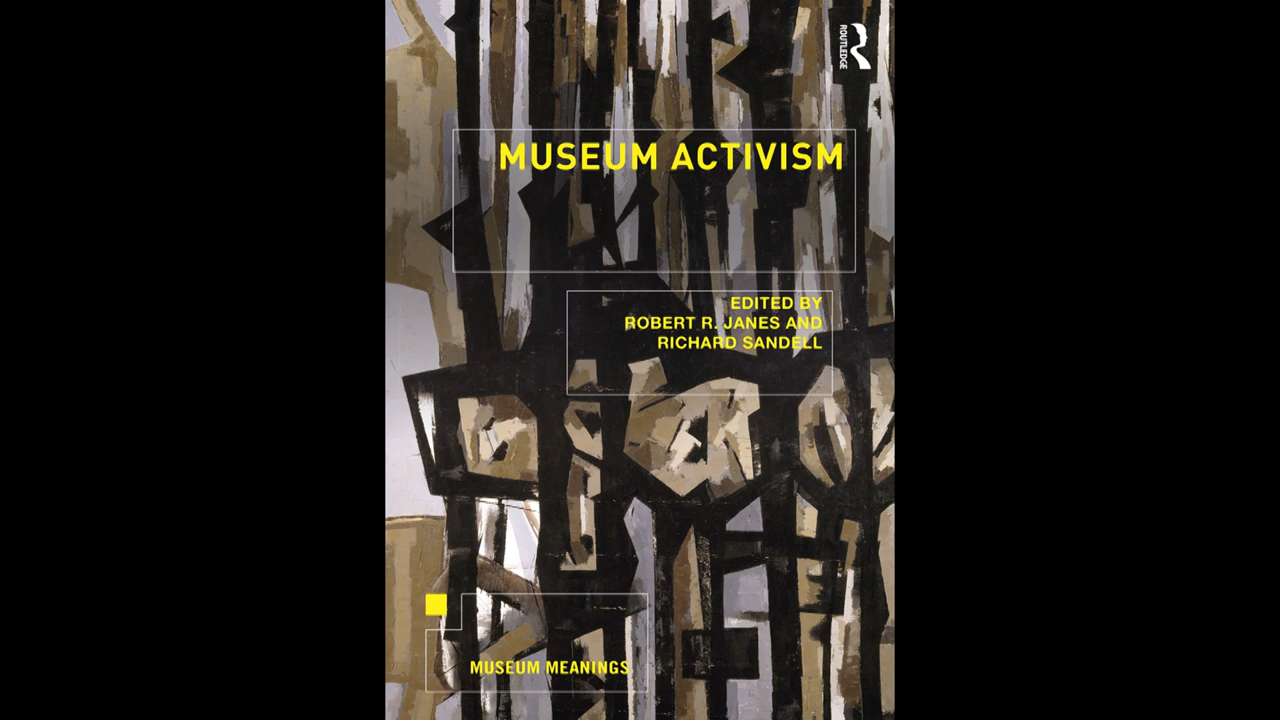 ROUTLEDGE
MUSEUM ACTIVISM
EDITED BY
ROBERT R. JANES AND
RICHARD SANDELL
MUSEUM MEANINGS